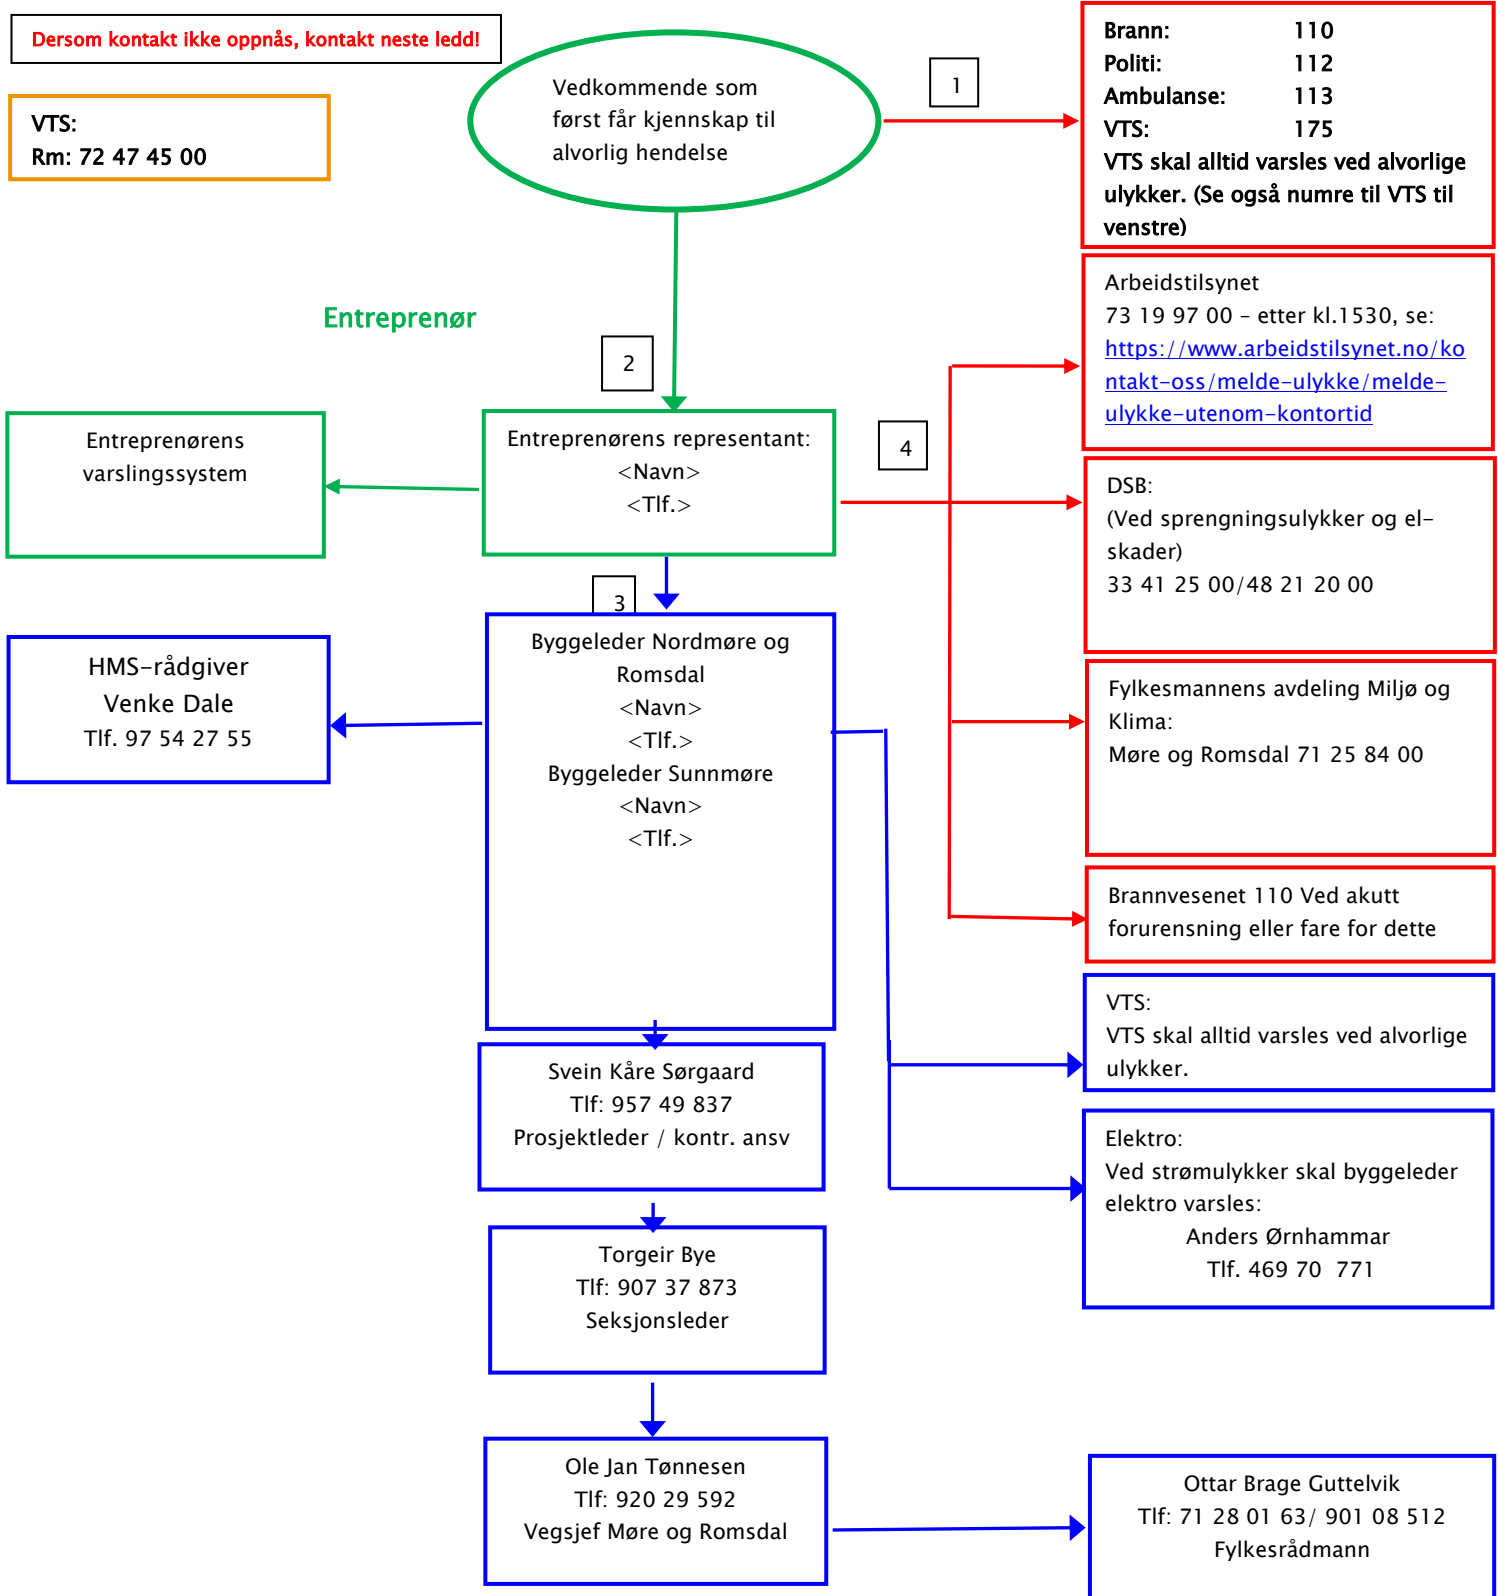 Dersom kontakt ikke oppnås, kontakt neste ledd!
VTS:
Rm: 72 47 45 00
Vedkommende som
først får kjennskap til
alvorlig hendelse
1
Brann: 110
Politi: 112
Ambulanse: 113
VTS: 175
VTS skal alltid varsles ved alvorlige
ulykker. (Se også numre til VTS til
venstre)
Entreprenør
2
Arbeidstilsynet
73 19 97 00 – etter kl.1530, se:
https://www.arbeidstilsynet.no/ko
ntakt-oss/melde-ulykke/melde-
ulykke-utenom-kontortid
Entreprenørens
varslingssystem
Entreprenørens representant:
<Navn>
<Tlf.>
4
DSB:
(Ved sprengningsulykker og el-
skader)
33 41 25 00/48 21 20 00
3
HMS-rådgiver
Venke Dale
Tlf. 97 54 27 55
Byggeleder Nordmøre og
Romsdal
<Navn>
<Tlf.>
Byggeleder Sunnmøre
<Navn>
<Tlf.>
Fylkesmannens avdeling Miljø og
Klima:
Møre og Romsdal 71 25 84 00
Brannvesenet 110 Ved akutt
forurensning eller fare for dette
VTS:
VTS skal alltid varsles ved alvorlige
ulykker.
Svein Kåre Sørgaard
Tlf: 957 49 837
Prosjektleder / kontr. ansv
Elektro:
Ved strømulykker skal byggeleder
elektro varsles:
Anders Ørnhammar
Tlf. 469 70  771
Torgeir Bye
Tlf: 907 37 873
Seksjonsleder
Ole Jan Tønnesen
Tlf: 920 29 592
Vegsjef Møre og Romsdal
Ottar Brage Guttelvik
Tlf: 71 28 01 63/ 901 08 512
Fylkesrådmann